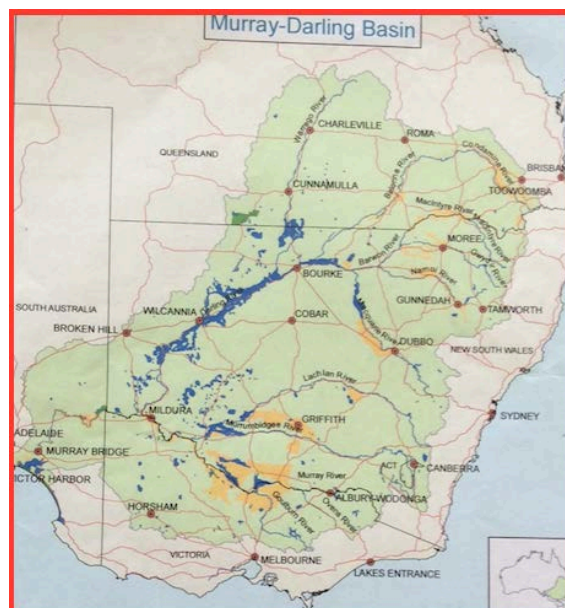 Murray-Darling Basin
Warrego River
CHARLEVILLE
ROMA
QUEENSLAND
Condamine River
BRISBAN
TOOWOOMBA
CUNNAMULLA
Balonne River
MacIntyre River
MOREE
Gwydir River
Barwon River
Namoi River
BOURKE
GUNNEDAH
TAMWORTH
SOUTH AUSTRALIA
WILCANNIA
Darling River
COBAR
Macquarie River
BROKEN HILL
DUBBO
NEW SOUTH WALES
Lachlan River
MILDURA
GRIFFITH
SYDNEY
Murrumbidgee River
ADELAIDE
MURRAY BRIDGE
ACT
CANBERRA
Murray River
VICTOR HARBOR
ALBURY-WODONGA
HORSHAM
Goulburn River
Ovens River
VICTORIA
MELBOURNE
LAKES ENTRANCE